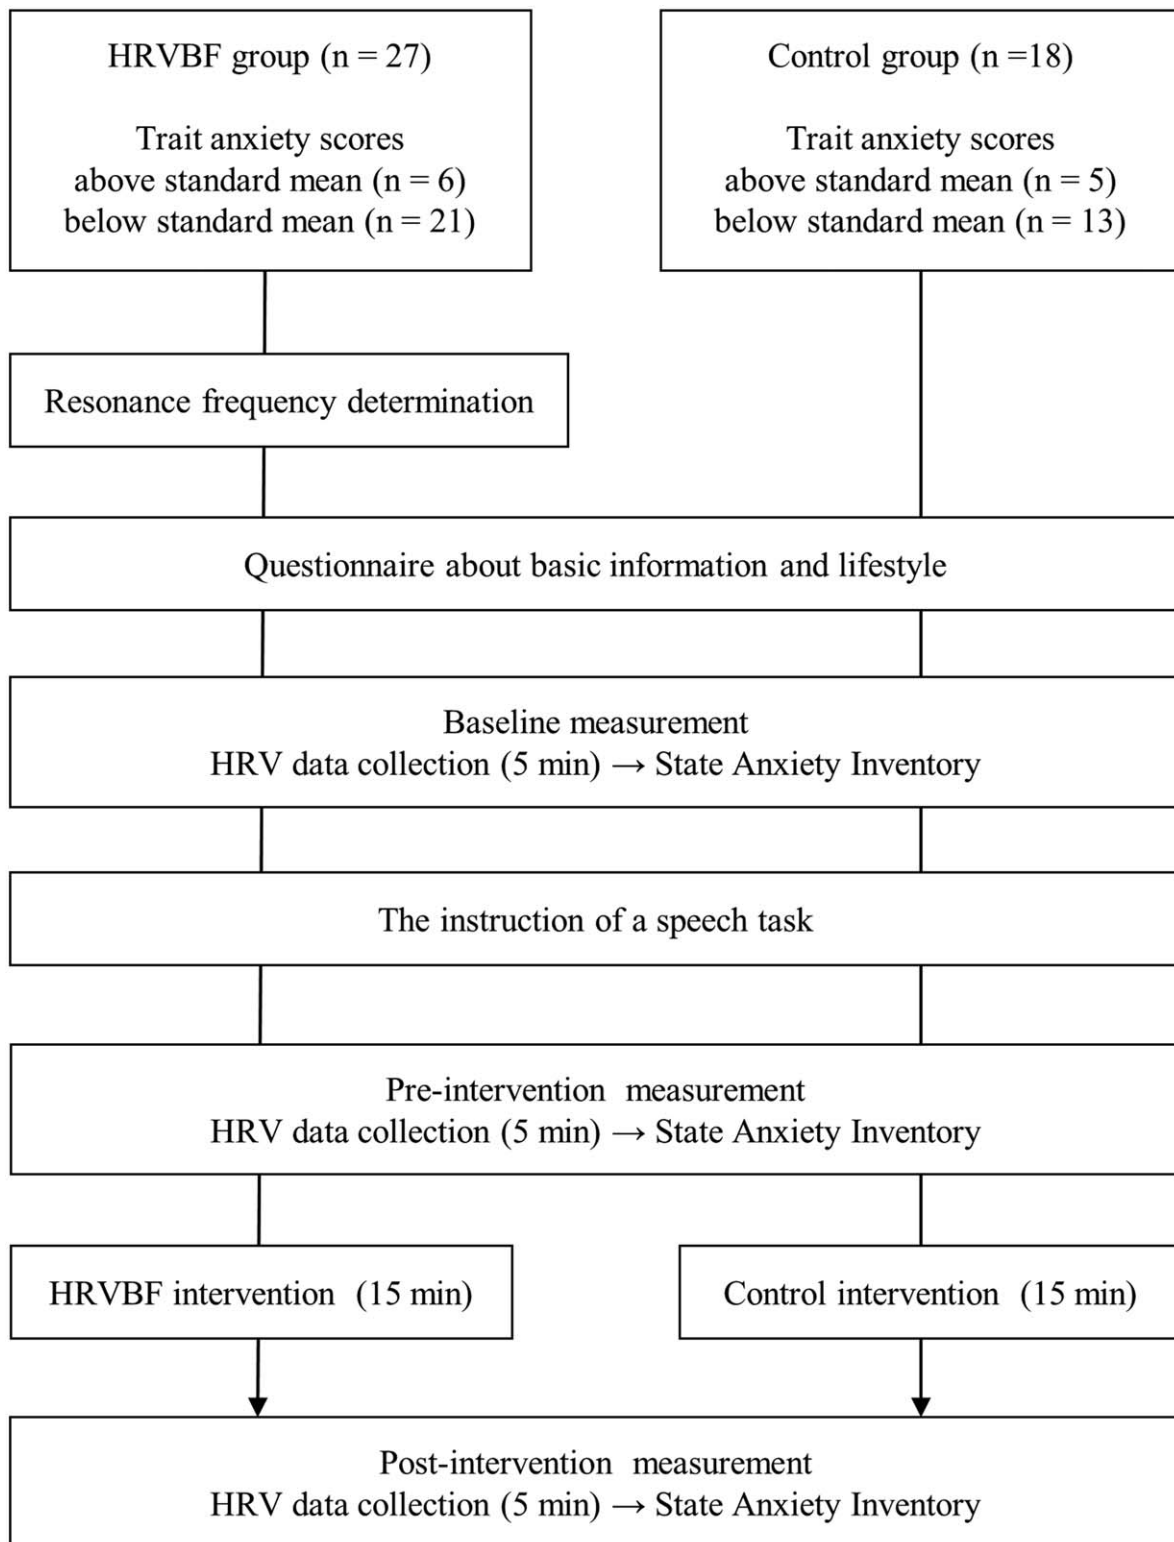 HRVBF group (n = 27)
Trait anxiety scores
above standard mean (n = 6)
below standard mean (n = 21)
Control group (n =18)
Trait anxiety scores
above standard mean (n = 5)
below standard mean (n = 13)
Resonance frequency determination
Questionnaire about basic information and lifestyle
Baseline measurement
HRV data collection (5 min) → State Anxiety Inventory
The instruction of a speech task
Pre-intervention measurement
HRV data collection (5 min) → State Anxiety Inventory
HRVBF intervention (15 min)
Control intervention (15 min)
Post-intervention measurement
HRV data collection (5 min) → State Anxiety Inventory